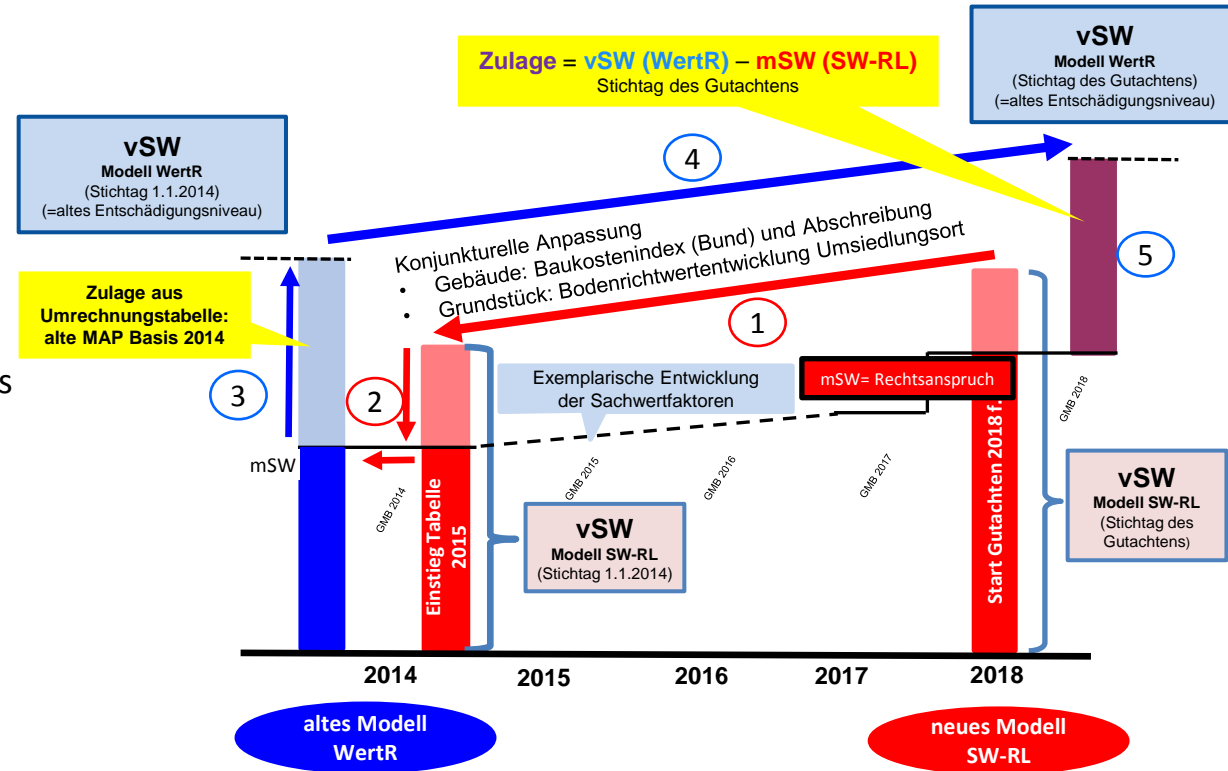 Zulage = vSW (WertR) – mSW (SW-RL)
Stichtag des Gutachtens
vSW
Modell WertR
(Stichtag des Gutachtens)
(=altes Entschädigungsniveau)
vSW
Modell WertR
(Stichtag 1.1.2014)
(=altes Entschädigungsniveau)
4
Konjunkturelle Anpassung
• Gebäude: Baukostenindex (Bund) und Abschreibung
• Grundstück: Bodenrichtwertentwicklung Umsiedlungsort
5
Zulage aus
Umrechnungstabelle:
alte MAP Basis 2014
1
s
3
2
Exemplarische Entwicklung
der Sachwertfaktoren
mSW= Rechtsanspruch
mSW
GMB 2014
GMB 2015
GMB 2016
GMB 2017
GMB 2018
Einstieg Tabelle
2015
vSW
Modell SW-RL
(Stichtag 1.1.2014)
Start Gutachten 2018 f.
vSW
Modell SW-RL
(Stichtag des
Gutachtens)
2014
2015
2016
2017
2018
altes Modell
WertR
neues Modell
SW-RL